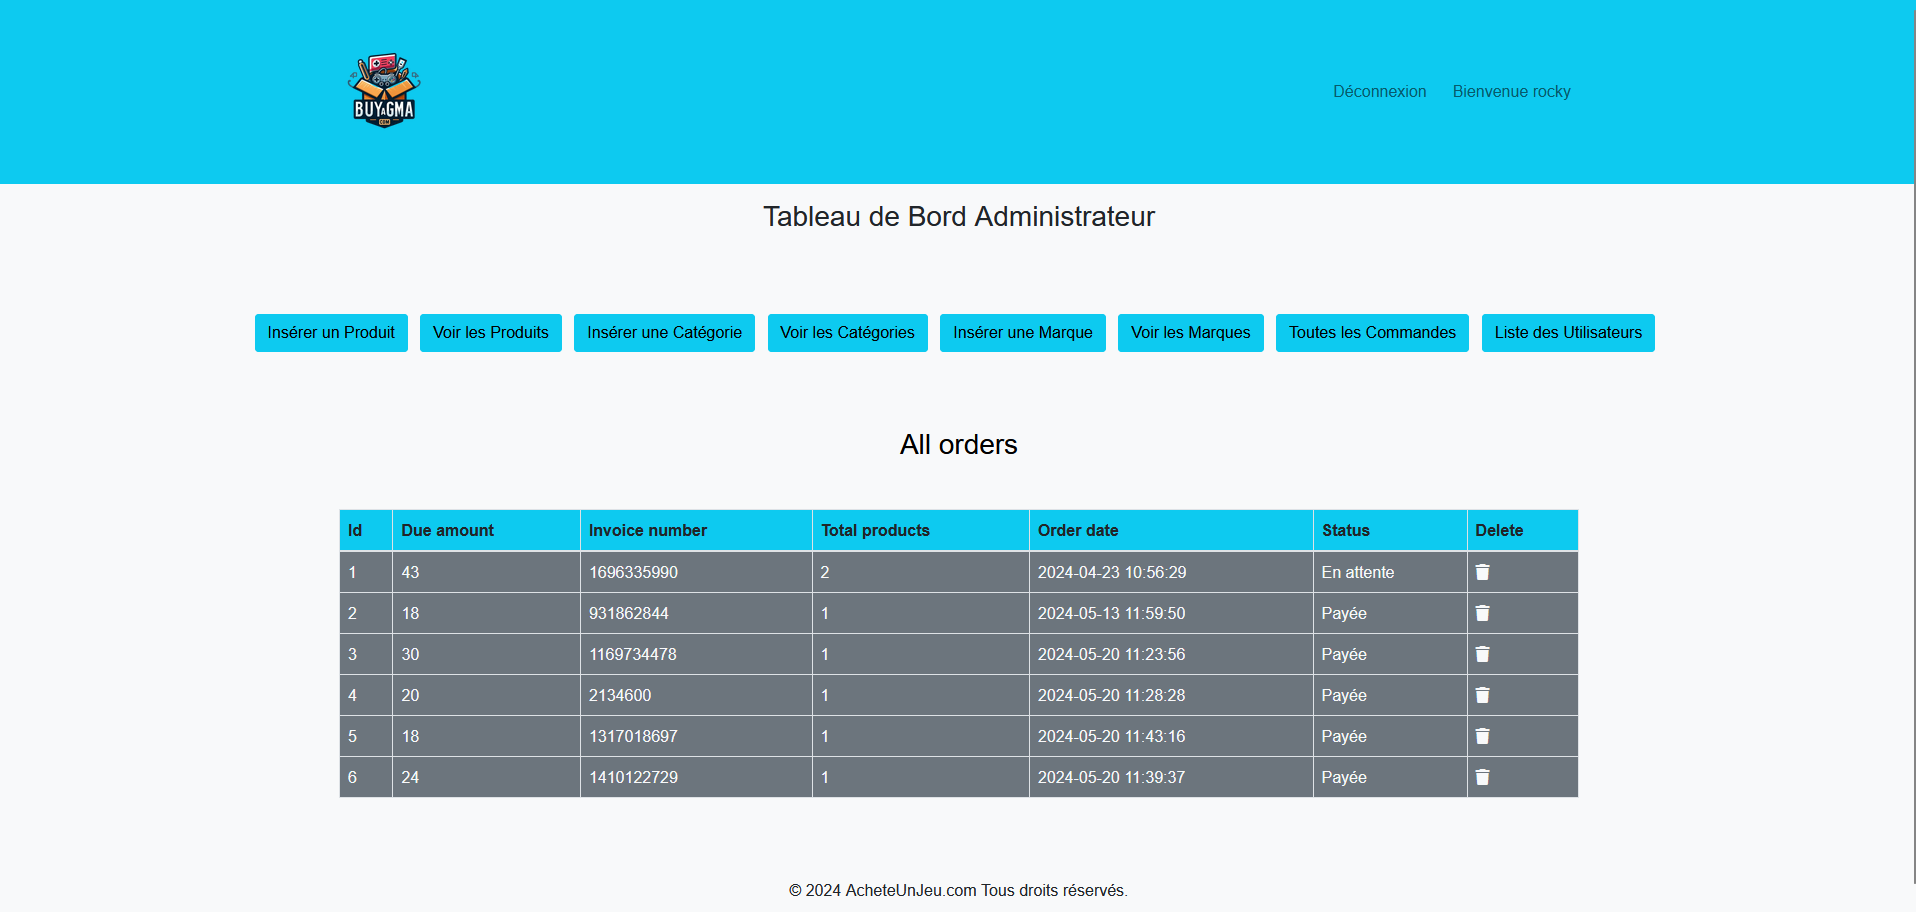 BUYAGMA
COM
Déconnexion Bienvenue rocky
Tableau de Bord Administrateur
Insérer un Produit Voir les Produits Insérer une Catégorie Voir les Catégories Insérer une Marque Voir les Marques Toutes les Commandes Liste des Utilisateurs
All orders
Id Due amount Invoice number Total products Order date Status Delete
1 43 1696335990 2 2024-04-23 10:56:29 En attente
2 18 931862844 1 2024-05-13 11:59:50 Payée
3 30 1169734478 1 2024-05-20 11:23:56 Payée
4 20 2134600 1 2024-05-20 11:28:28 Payée
5 18 1317018697 1 2024-05-20 11:43:16 Payée
6 24 1410122729 1 2024-05-20 11:39:37 Payée
© 2024 AcheteUnJeu.com Tous droits réservés.